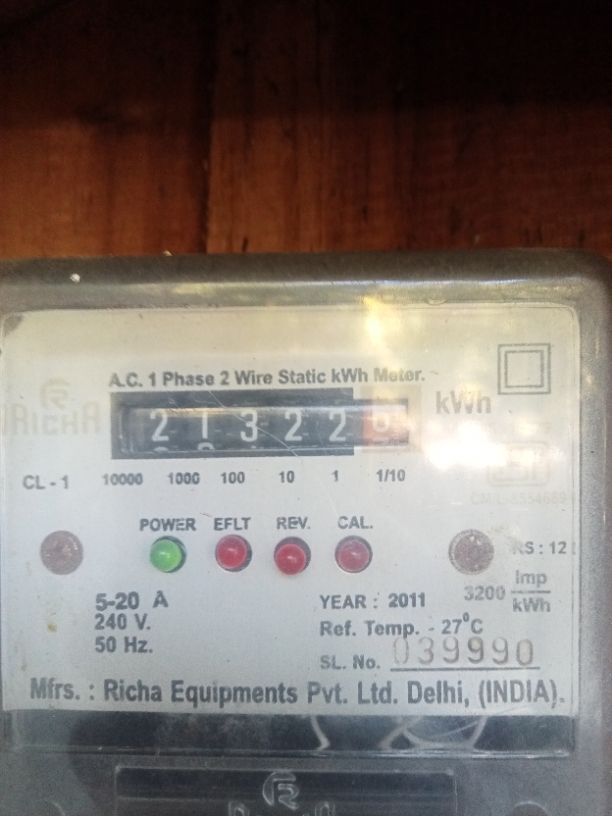 A.C. 1 Phase 2 Wire Static kWh Meter.
RICHA
2 1 3 2 2
kWh
CL - 1
10000 1000 100 10 1 1/10
POWER EFLT REV. CAL.
RS : 12
3200 Imp/kWh
5-20 A
240 V.
50 Hz.
YEAR : 2011
Ref. Temp. - 27°C
SL. No. 039990
Mfrs. : Richa Equipments Pvt. Ltd. Delhi, (INDIA).